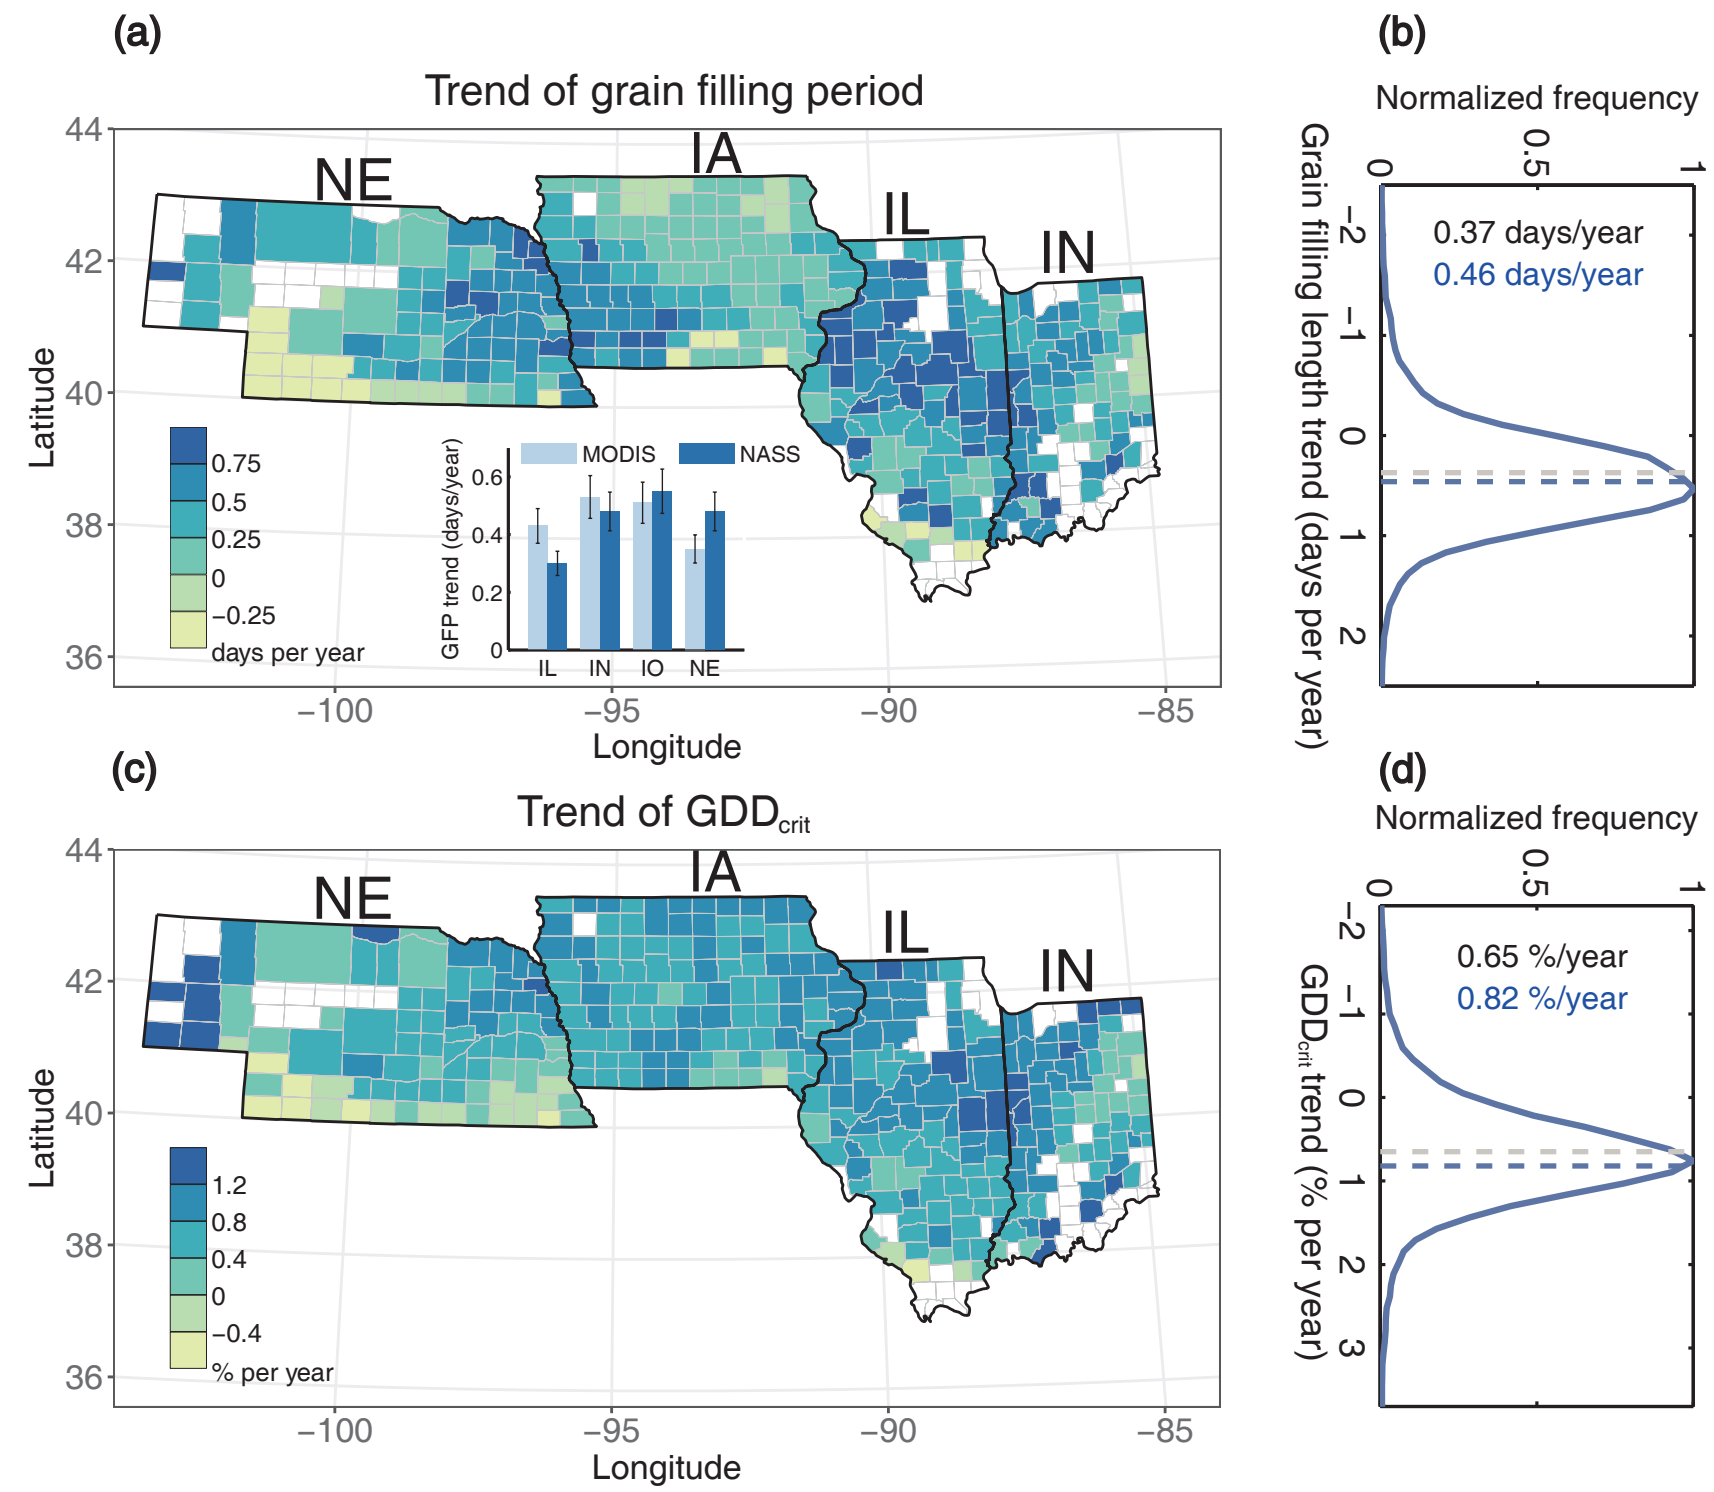 (a)
Trend of grain filling period
44
42
40
38
36
Latitude
NE
IA
IL
IN
0.75
0.5
0.25
0
−0.25
days per year
MODIS
NASS
GFP trend (days/year)
0.6
0.4
0.2
0
IL
IN
IO
NE
−100
−95
−90
−85
Longitude
(b)
Normalized frequency
0
0.5
1
Grain filling length trend (days per year)
−2
−1
0
1
2
0.37 days/year
0.46 days/year
(c)
Trend of GDDcrit
44
42
40
38
36
Latitude
NE
IA
IL
IN
1.2
0.8
0.4
0
−0.4
% per year
−100
−95
−90
−85
Longitude
(d)
Normalized frequency
0
0.5
1
GDDcrit trend (% per year)
−2
−1
0
1
2
3
0.65 %/year
0.82 %/year